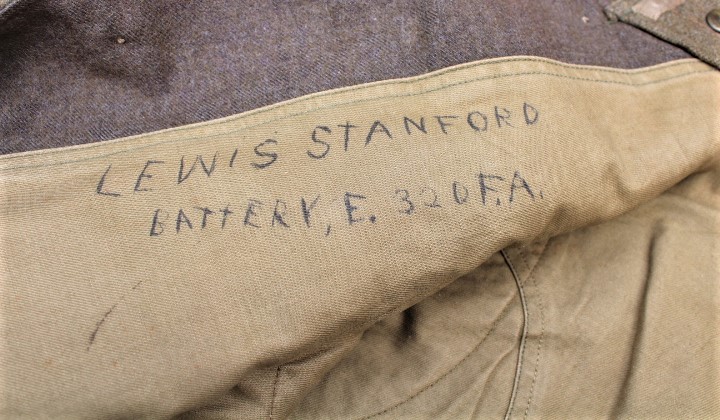 LEWIS STANFORD
BATTERY, E. 320 F.A.